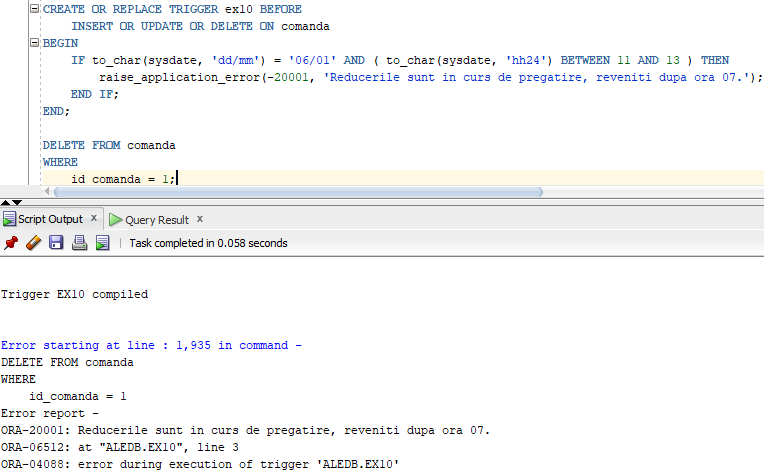 CREATE OR REPLACE TRIGGER ex10 BEFORE
INSERT OR UPDATE OR DELETE ON comanda
BEGIN
IF to_char(sysdate, 'dd/mm') = '06/01' AND ( to_char(sysdate, 'hh24') BETWEEN 11 AND 13 ) THEN
raise_application_error(-20001, 'Reducerile sunt in curs de pregatire, reveniti dupa ora 07.');
END IF;
END;
DELETE FROM comanda
WHERE
id_comanda = 1;
Script Output x Query Result x
Task completed in 0.058 seconds
Trigger EX10 compiled
Error starting at line : 1,935 in command -
DELETE FROM comanda
WHERE
id_comanda = 1
Error report -
ORA-20001: Reducerile sunt in curs de pregatire, reveniti dupa ora 07.
ORA-06512: at "ALEDB.EX10", line 3
ORA-04088: error during execution of trigger 'ALEDB.EX10'